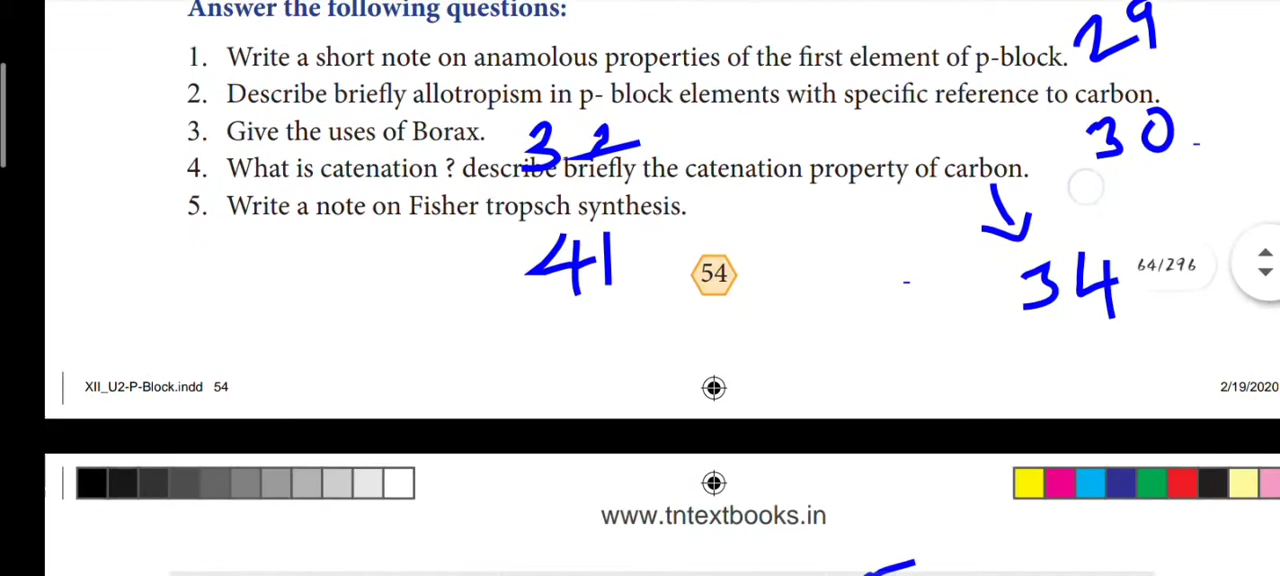 Answer the following questions:
29
1. Write a short note on anamolous properties of the first element of p-block.
2. Describe briefly allotropism in p- block elements with specific reference to carbon.
30
3. Give the uses of Borax.
32
4. What is catenation ? describe briefly the catenation property of carbon.
5. Write a note on Fisher tropsch synthesis.
41
34
54
64/296
XII_U2-P-Block.indd 54
2/19/2020
www.tntextbooks.in